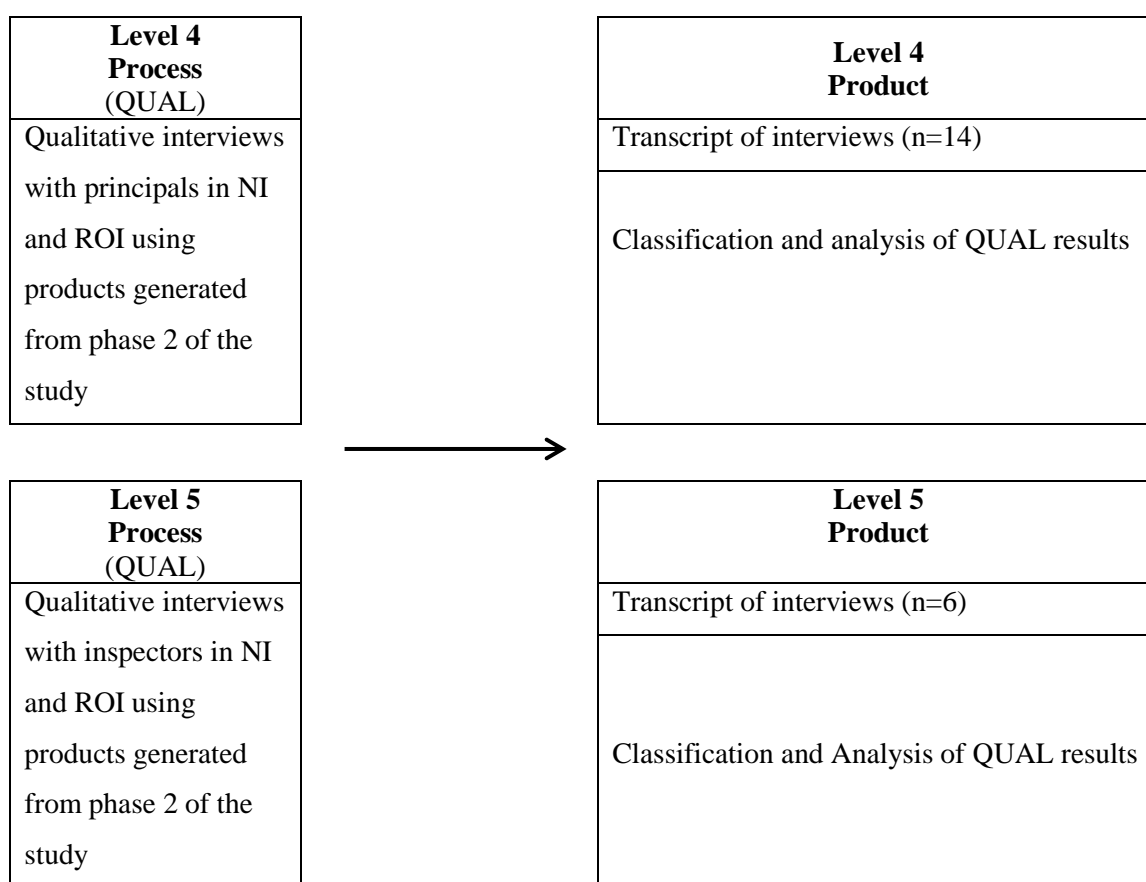 Level 4
Process
(QUAL)
Qualitative interviews
with principals in NI
and ROI using
products generated
from phase 2 of the
study
Level 4
Product
Transcript of interviews (n=14)
Classification and analysis of QUAL results
Level 5
Process
(QUAL)
Qualitative interviews
with inspectors in NI
and ROI using
products generated
from phase 2 of the
study
Level 5
Product
Transcript of interviews (n=6)
Classification and Analysis of QUAL results